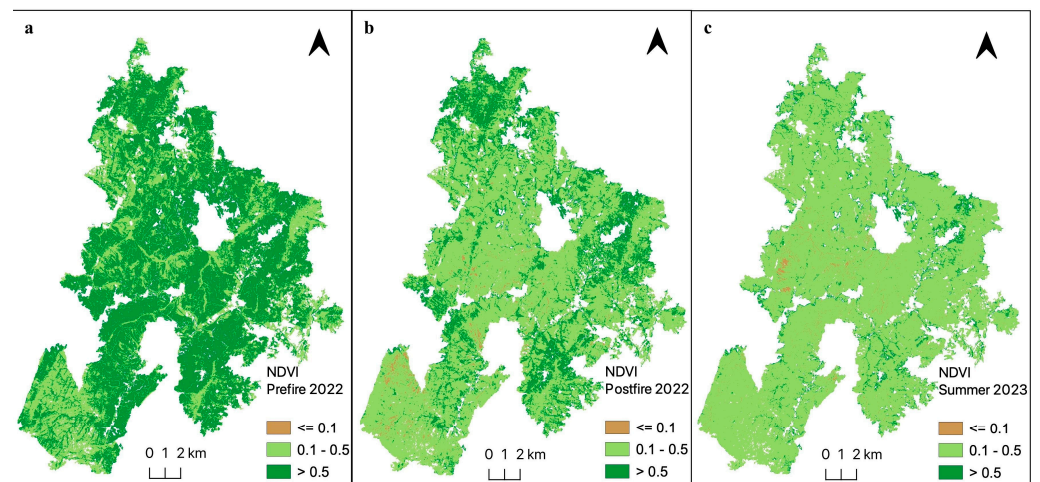 a
NDVI
Prefire 2022
<= 0.1
0.1 - 0.5
> 0.5
0 1 2 km
b
NDVI
Postfire 2022
<= 0.1
0.1 - 0.5
> 0.5
0 1 2 km
c
NDVI
Summer 2023
<= 0.1
0.1 - 0.5
> 0.5
0 1 2 km